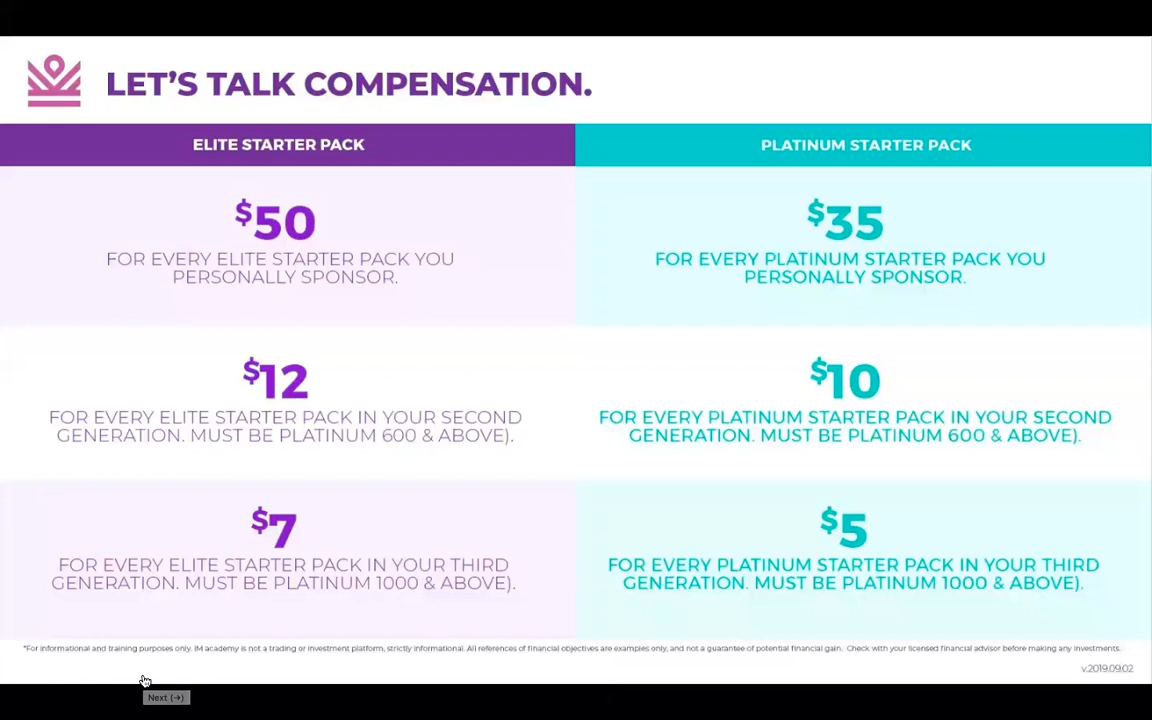 LET'S TALK COMPENSATION.
ELITE STARTER PACK
PLATINUM STARTER PACK
$50
FOR EVERY ELITE STARTER PACK YOU
PERSONALLY SPONSOR.
$35
FOR EVERY PLATINUM STARTER PACK YOU
PERSONALLY SPONSOR.
$12
FOR EVERY ELITE STARTER PACK IN YOUR SECOND
GENERATION. MUST BE PLATINUM 600 & ABOVE).
$10
FOR EVERY PLATINUM STARTER PACK IN YOUR SECOND
GENERATION. MUST BE PLATINUM 600 & ABOVE).
$7
FOR EVERY ELITE STARTER PACK IN YOUR THIRD
GENERATION. MUST BE PLATINUM 1000 & ABOVE).
$5
FOR EVERY PLATINUM STARTER PACK IN YOUR THIRD
GENERATION. MUST BE PLATINUM 1000 & ABOVE).
*For informational and training purposes only. IM academy is not a trading or investment platform, strictly informational. All references of financial objectives are examples only, and not a guarantee of potential financial gain. Check with your licensed financial advisor before making any investments.
v.2019.09.02
Next (→)